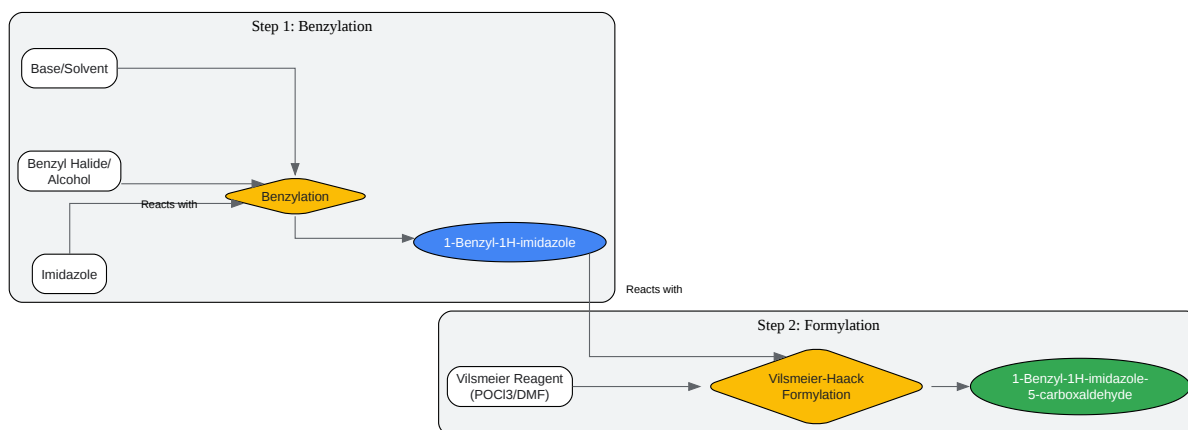 Step 1: Benzylation
Base/Solvent
Benzyl Halide/
Alcohol
Benzylation
Reacts with
1-Benzyl-1H-imidazole
Imidazole
Reacts with
Step 2: Formylation
Vilsmeier Reagent
(POCl3/DMF)
Vilsmeier-Haack
Formylation
1-Benzyl-1H-imidazole-
5-carboxaldehyde